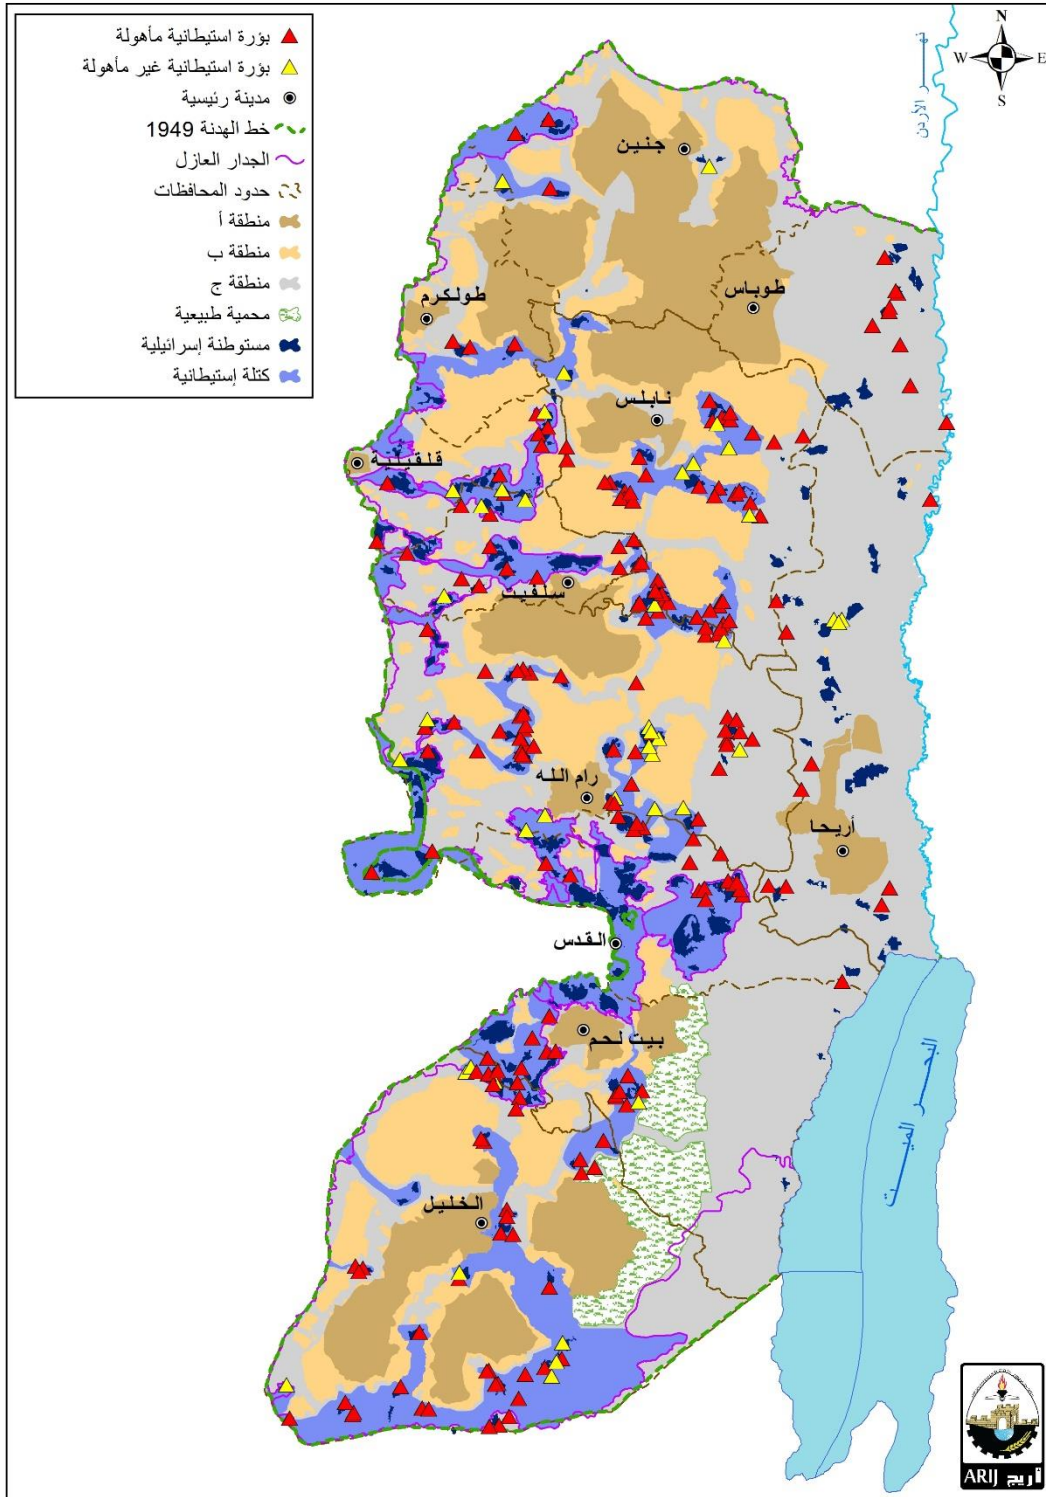 بؤرة استيطانية مأهولة
بؤرة استيطانية غير مأهولة
مدينة رئيسية
خط الهدنة 1949
الجدار العازل
حدود المحافظات
منطقة أ
منطقة ب
منطقة ج
محمية طبيعية
مستوطنة إسرائيلية
كتلة إستيطانية
N
W
E
S
نهر الأردن
جنين
طوباس
طولكرم
نابلس
قلقيلية
سلفيت
رام الله
أريحا
القدس
بيت لحم
البحر الميت
الخليل
ARIJ أريج